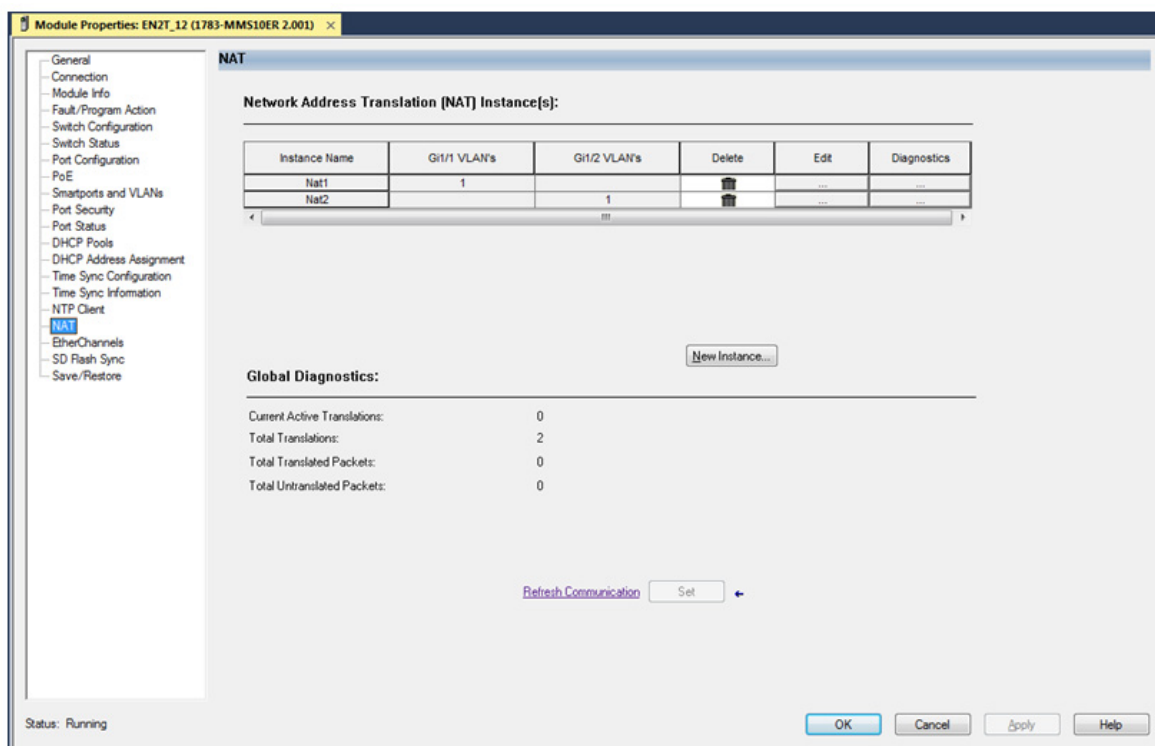 Module Properties: EN2T_12 (1783-MMS10ER 2.001) ×
General
Connection
Module Info
Fault/Program Action
Switch Configuration
Switch Status
Port Configuration
PoE
Smartports and VLANs
Port Security
Port Status
DHCP Pools
DHCP Address Assignment
Time Sync Configuration
Time Sync Information
NTP Client
NAT
EtherChannels
SD Flash Sync
Save/Restore
NAT
Network Address Translation (NAT) Instance(s):
Instance Name Gi1/1 VLAN's Gi1/2 VLAN's Delete Edit Diagnostics
Nat1 1 ... ...
Nat2 1 ... ...
New Instance...
Global Diagnostics:
Current Active Translations: 0
Total Translations: 2
Total Translated Packets: 0
Total Untranslated Packets: 0
Refresh Communication Set
Status: Running
OK Cancel Apply Help